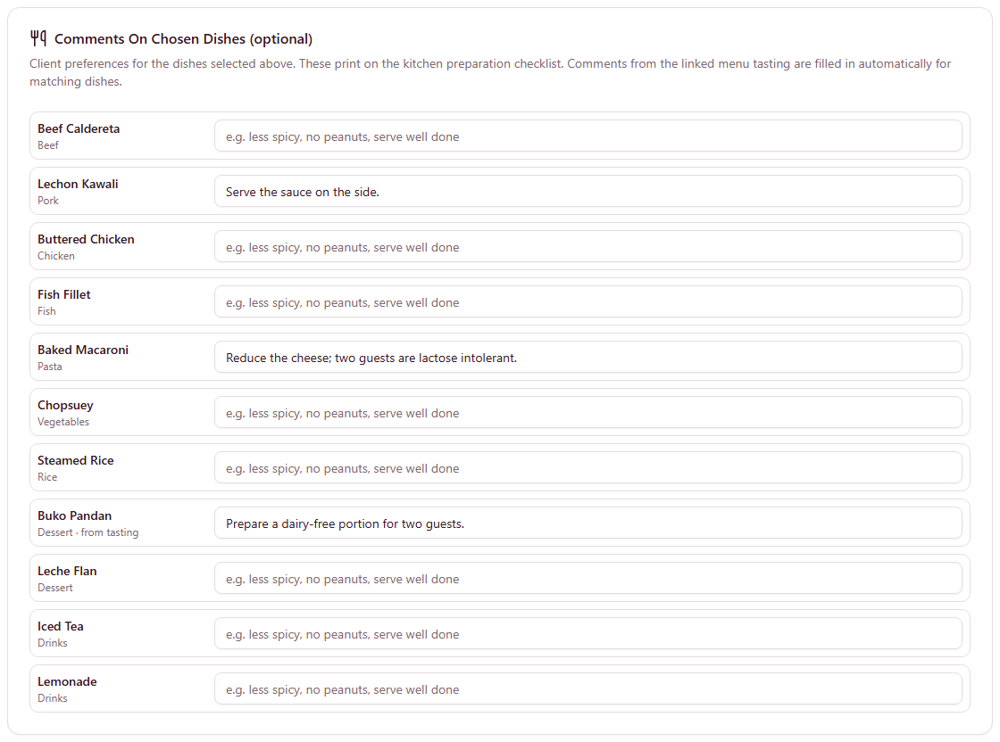 Comments On Chosen Dishes (optional)
Client preferences for the dishes selected above. These print on the kitchen preparation checklist. Comments from the linked menu tasting are filled in automatically for
matching dishes.
Beef Caldereta
Beef
e.g. less spicy, no peanuts, serve well done
Lechon Kawali
Pork
Serve the sauce on the side.
Buttered Chicken
Chicken
e.g. less spicy, no peanuts, serve well done
Fish Fillet
Fish
e.g. less spicy, no peanuts, serve well done
Baked Macaroni
Pasta
Reduce the cheese; two guests are lactose intolerant.
Chopsuey
Vegetables
e.g. less spicy, no peanuts, serve well done
Steamed Rice
Rice
e.g. less spicy, no peanuts, serve well done
Buko Pandan
Dessert · from tasting
Prepare a dairy-free portion for two guests.
Leche Flan
Dessert
e.g. less spicy, no peanuts, serve well done
Iced Tea
Drinks
e.g. less spicy, no peanuts, serve well done
Lemonade
Drinks
e.g. less spicy, no peanuts, serve well done